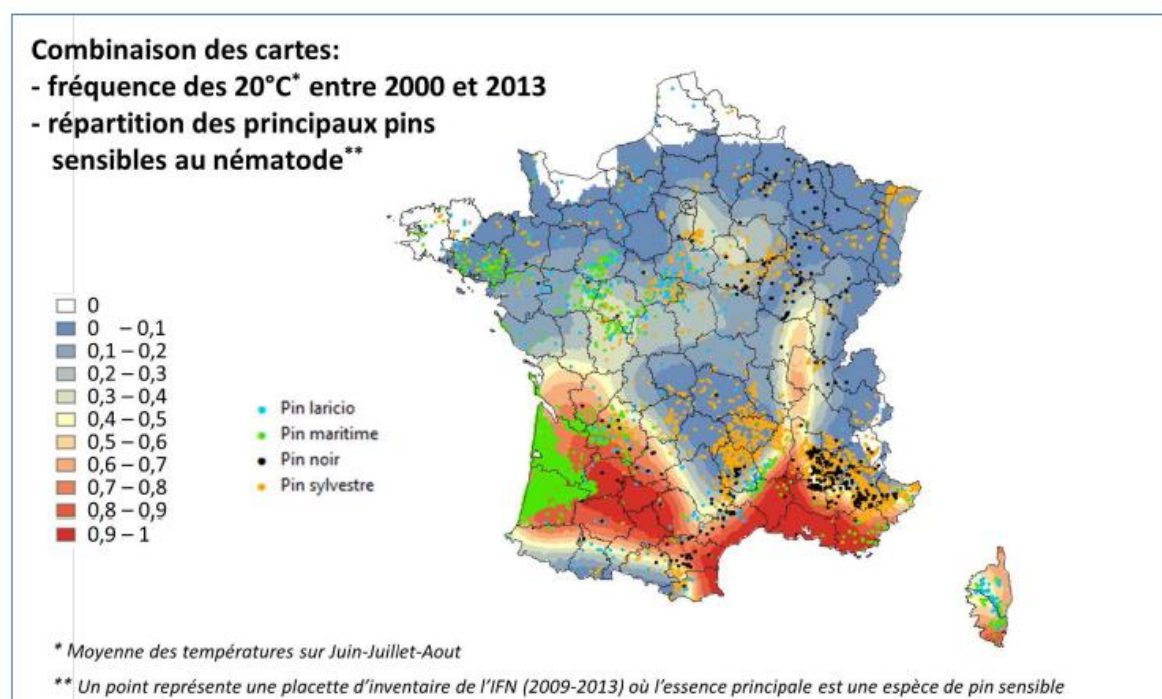 Combinaison des cartes:
- fréquence des 20°C* entre 2000 et 2013
- répartition des principaux pins
sensibles au nématode**
0
0 – 0,1
0,1 – 0,2
0,2 – 0,3
0,3 – 0,4
0,4 – 0,5
0,5 – 0,6
0,6 – 0,7
0,7 – 0,8
0,8 – 0,9
0,9 – 1
Pin laricio
Pin maritime
Pin noir
Pin sylvestre
* Moyenne des températures sur Juin-Juillet-Aout
** Un point représente une placette d'inventaire de l'IFN (2009-2013) où l'essence principale est une espèce de pin sensible